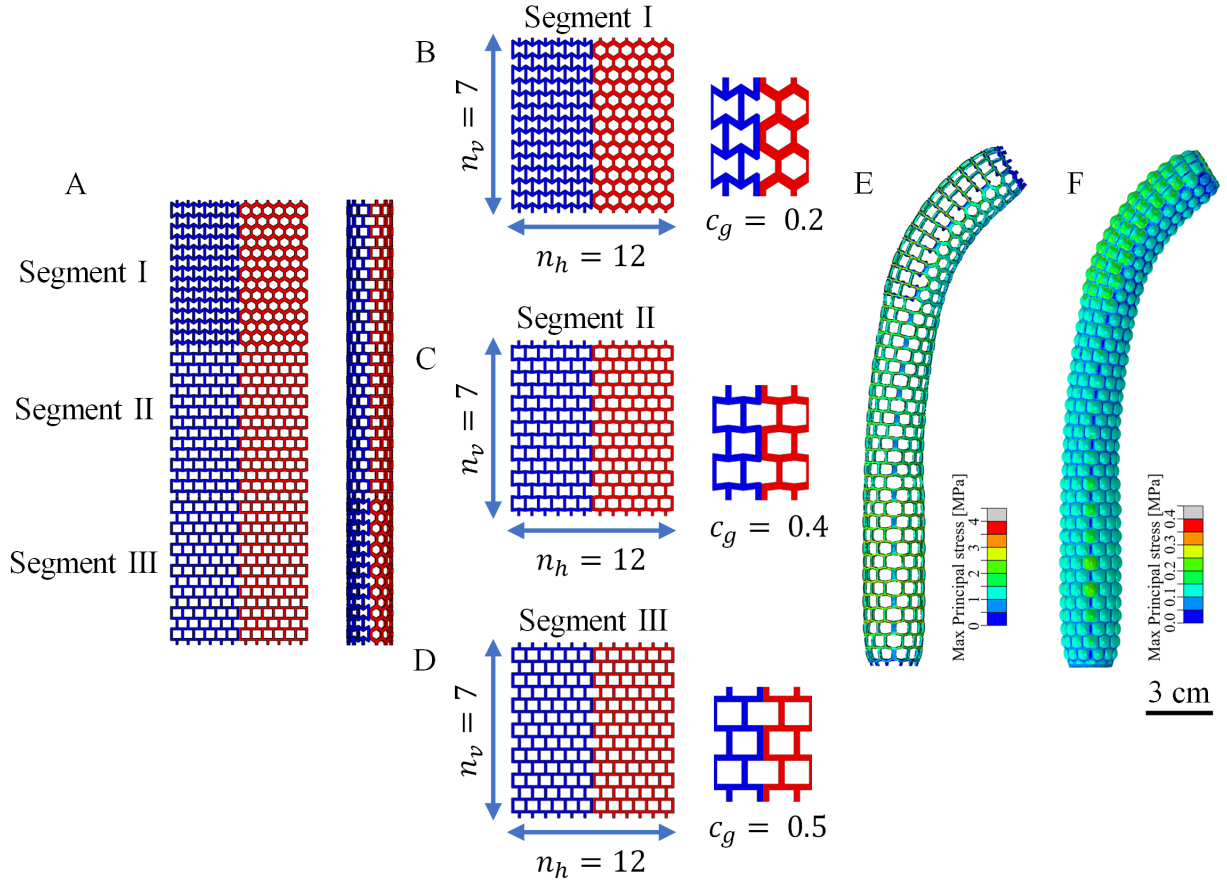 A
Segment I
Segment II
Segment III
B
Segment I
n_v = 7
n_h = 12
c_g = 0.2
C
Segment II
n_v = 7
n_h = 12
c_g = 0.4
D
Segment III
n_v = 7
n_h = 12
c_g = 0.5
E
Max Principal stress [MPa]
4
3
2
1
0
F
Max Principal stress [MPa]
0.4
0.3
0.2
0.1
0.0
3 cm